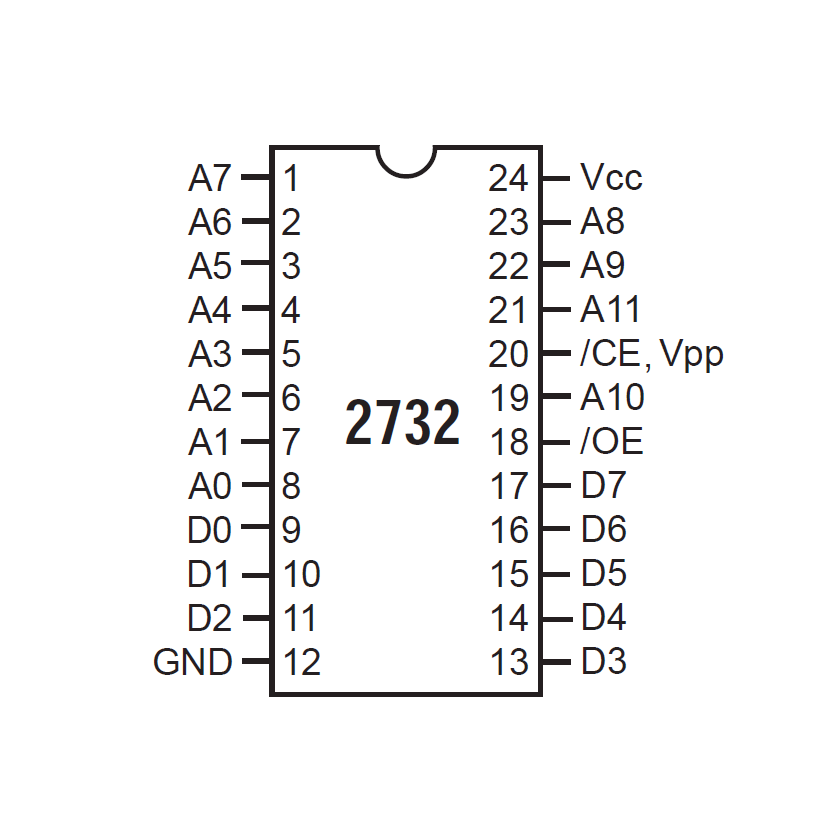 A7 1 24 Vcc
A6 2 23 A8
A5 3 22 A9
A4 4 21 A11
A3 5 20 /CE, Vpp
A2 6 19 A10
2732
A1 7 18 /OE
A0 8 17 D7
D0 9 16 D6
D1 10 15 D5
D2 11 14 D4
GND 12 13 D3